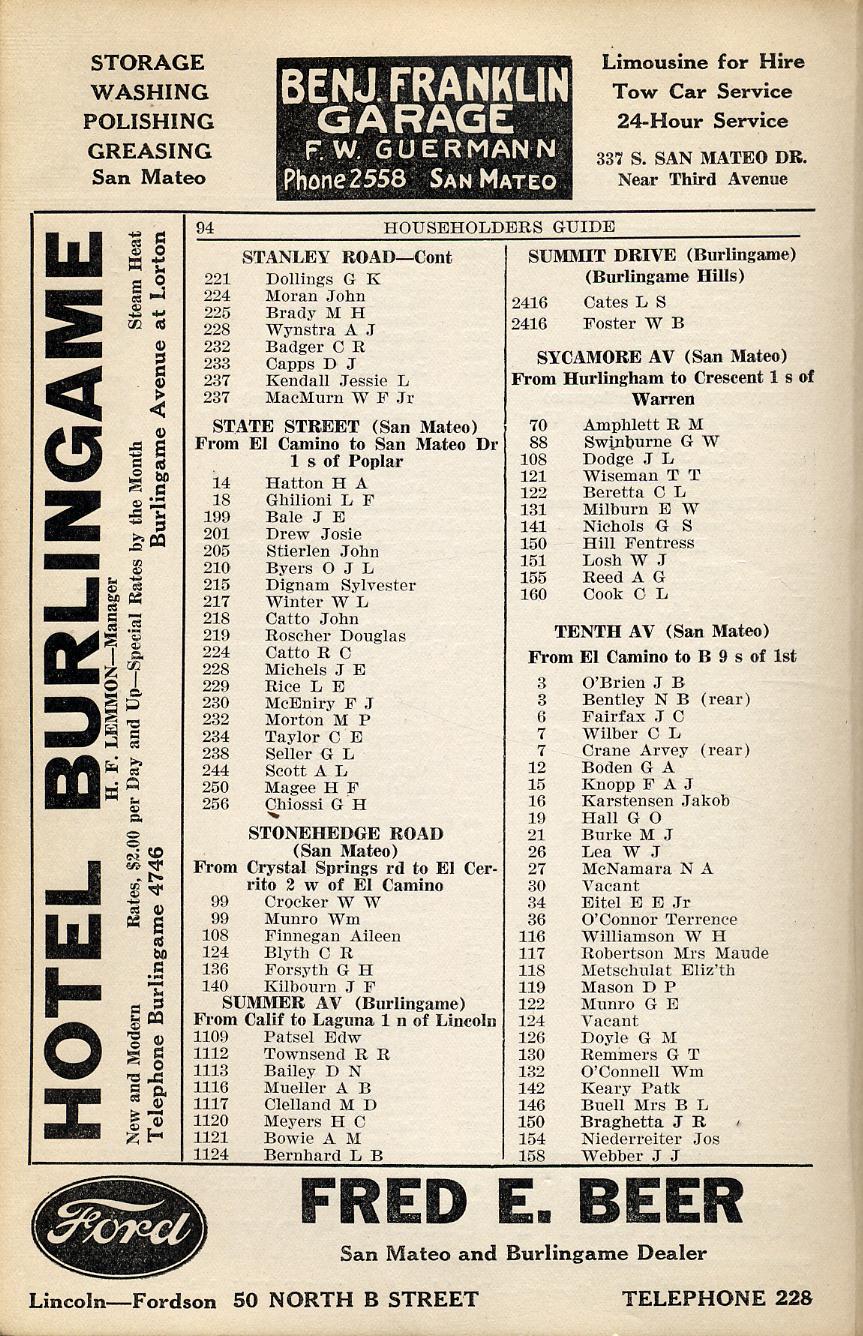 STORAGE
WASHING
POLISHING
GREASING
San Mateo
BENJ. FRANKLIN
GARAGE
F. W. GUERMANN
Phone 2558 SAN MATEO
Limousine for Hire
Tow Car Service
24-Hour Service
337 S. SAN MATEO DR.
Near Third Avenue
HOTEL BURLINGAME
H. F. LEMMON—Manager
New and Modern Rates, $2.00 per Day and Up—Special Rates by the Month Steam Heat
Telephone Burlingame 4746 Burlingame Avenue at Lorton
94 HOUSEHOLDERS GUIDE
STANLEY ROAD—Cont
221 Dollings G K
224 Moran John
225 Brady M H
228 Wynstra A J
232 Badger C R
233 Capps D J
237 Kendall Jessie L
237 MacMurn W F Jr
STATE STREET (San Mateo)
From El Camino to San Mateo Dr
1 s of Poplar
14 Hatton H A
18 Ghilioni L F
199 Bale J E
201 Drew Josie
205 Stierlen John
210 Byers O J L
215 Dignam Sylvester
217 Winter W L
218 Catto John
219 Roscher Douglas
224 Catto R C
228 Michels J E
229 Rice L E
230 McEniry F J
232 Morton M P
234 Taylor C E
238 Seller G L
244 Scott A L
250 Magee H F
256 Chiossi G H
STONEHEDGE ROAD
(San Mateo)
From Crystal Springs rd to El Cer-
rito 2 w of El Camino
99 Crocker W W
99 Munro Wm
108 Finnegan Aileen
124 Blyth C R
136 Forsyth G H
140 Kilbourn J F
SUMMER AV (Burlingame)
From Calif to Laguna 1 n of Lincoln
1109 Patsel Edw
1112 Townsend R R
1113 Bailey D N
1116 Mueller A B
1117 Clelland M D
1120 Meyers H C
1121 Bowie A M
1124 Bernhard L B
SUMMIT DRIVE (Burlingame)
(Burlingame Hills)
2416 Cates L S
2416 Foster W B
SYCAMORE AV (San Mateo)
From Hurlingham to Crescent 1 s of
Warren
70 Amphlett R M
88 Swinburne G W
108 Dodge J L
121 Wiseman T T
122 Beretta C L
131 Milburn E W
141 Nichols G S
150 Hill Fentress
151 Losh W J
155 Reed A G
160 Cook C L
TENTH AV (San Mateo)
From El Camino to B 9 s of 1st
3 O'Brien J B
3 Bentley N B (rear)
6 Fairfax J C
7 Wilber C L
7 Crane Arvey (rear)
12 Boden G A
15 Knopp F A J
16 Karstensen Jakob
19 Hall G O
21 Burke M J
26 Lea W J
27 McNamara N A
30 Vacant
34 Eitel E E Jr
36 O'Connor Terrence
116 Williamson W H
117 Robertson Mrs Maude
118 Metschulat Eliz'th
119 Mason D P
122 Munro G E
124 Vacant
126 Doyle G M
130 Remmers G T
132 O'Connell Wm
142 Keary Patk
146 Buell Mrs B L
150 Braghetta J R
154 Niederreiter Jos
158 Webber J J
Ford
FRED E. BEER
San Mateo and Burlingame Dealer
Lincoln—Fordson 50 NORTH B STREET TELEPHONE 228